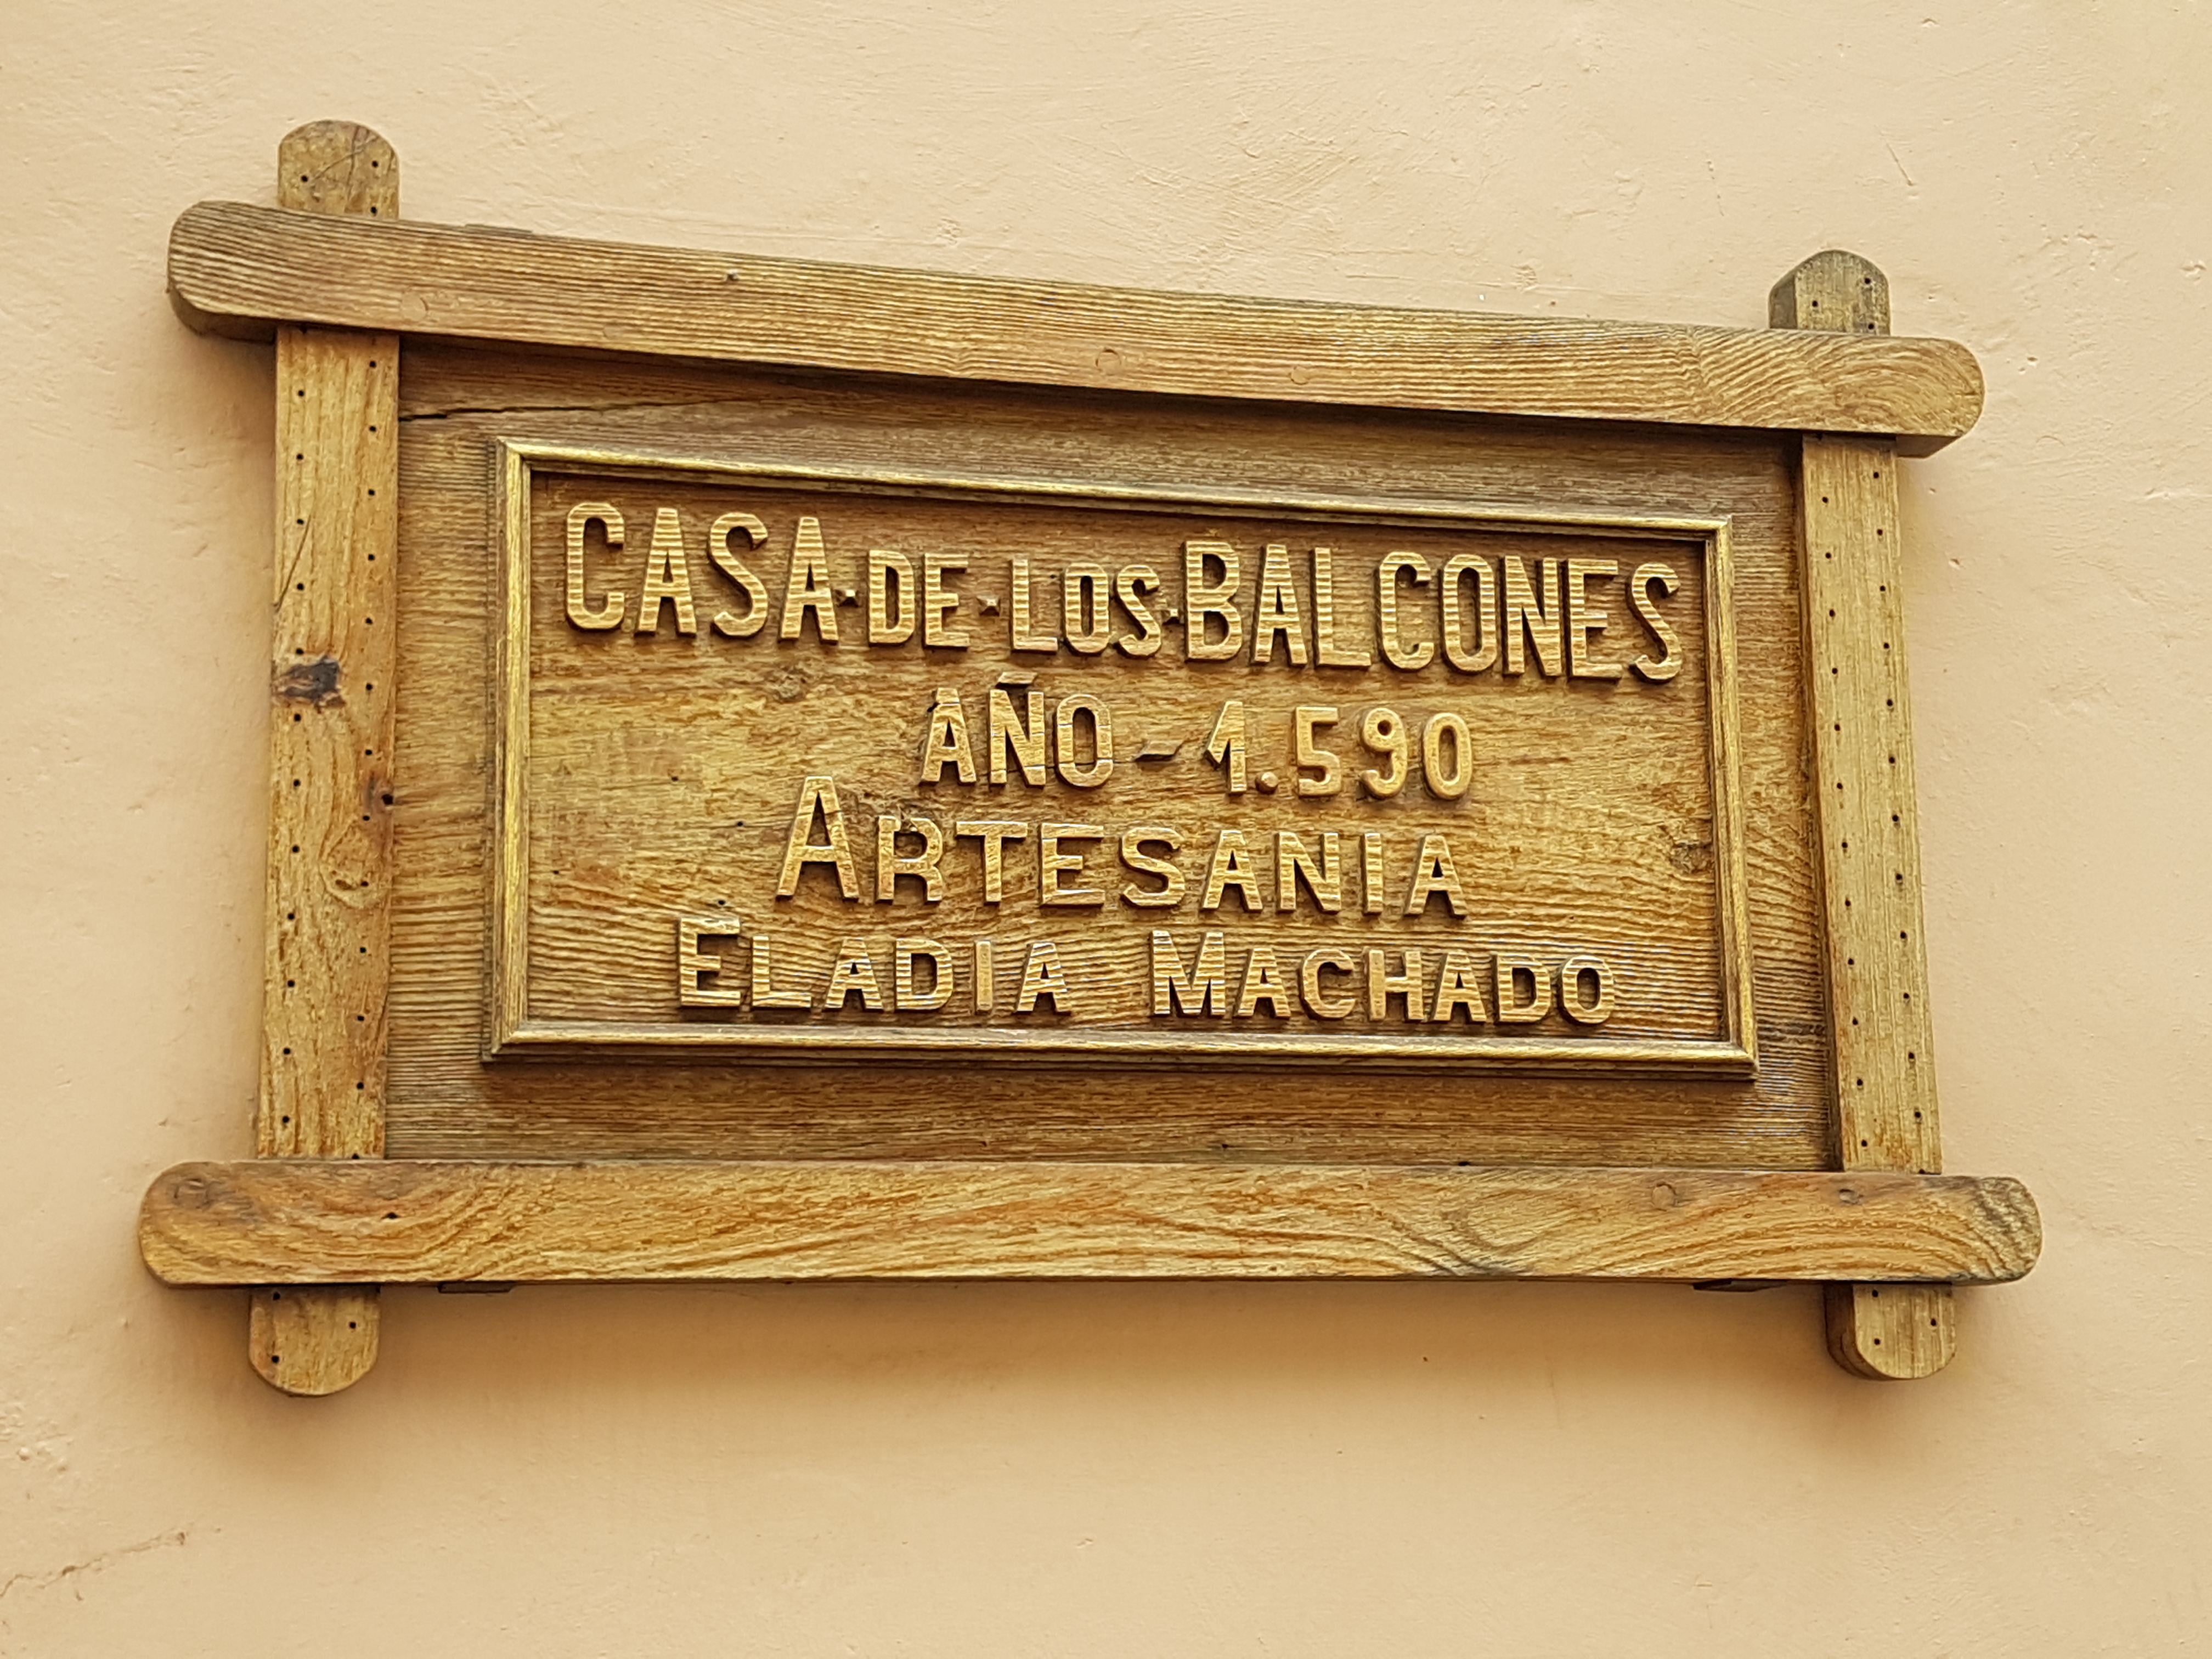 CASA·DE·LOS·BALCONES
AÑO-1.590
ARTESANIA
ELADIA MACHADO